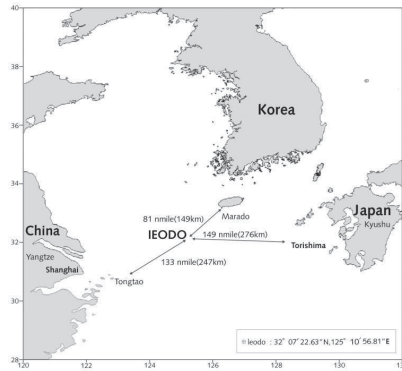 40
38
36
34
32
30
28
Korea
Japan
Kyushu
China
Yangtze
Shanghai
81 nmile(149km)
Marado
IEODO
149 nmile(276km)
Torishima
133 nmile(247km)
Tongtao
Ieodo : 32° 07′ 22.63″N,125° 10′ 56.81″E
120
122
124
126
128
130
13